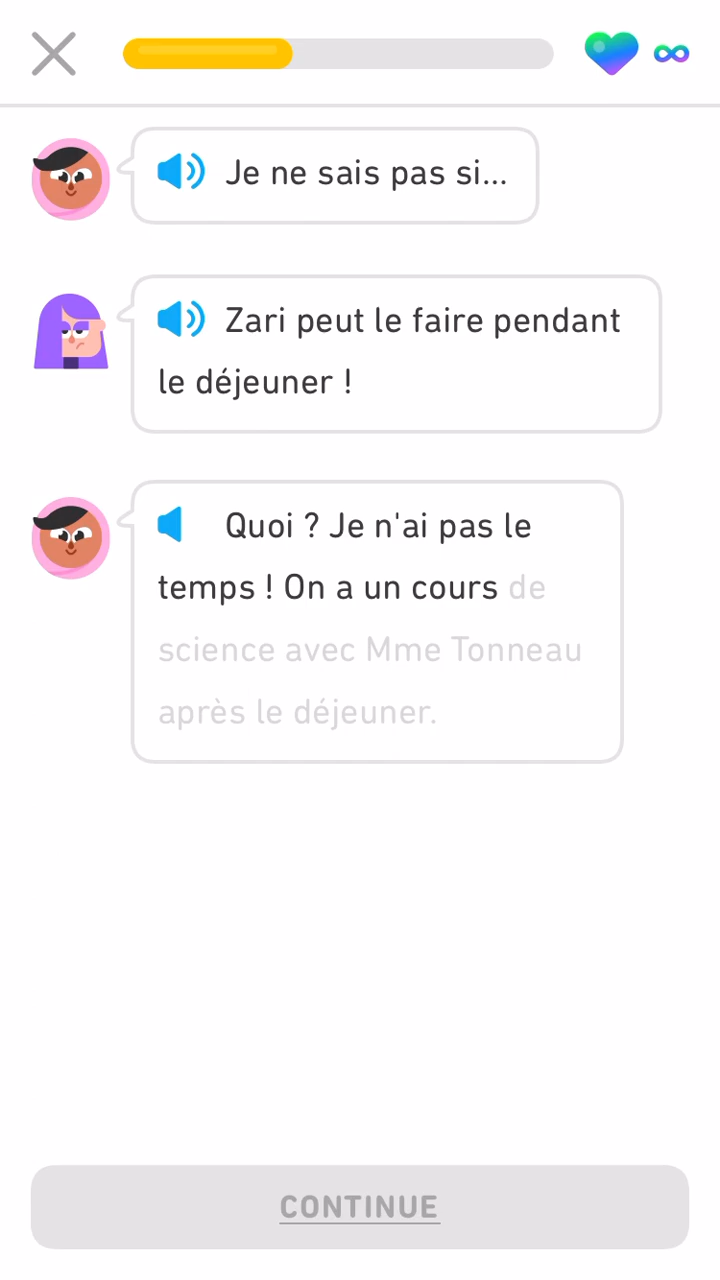 Je ne sais pas si...
Zari peut le faire pendant
le déjeuner !
Quoi ? Je n'ai pas le
temps ! On a un cours de
science avec Mme Tonneau
après le déjeuner.
CONTINUE